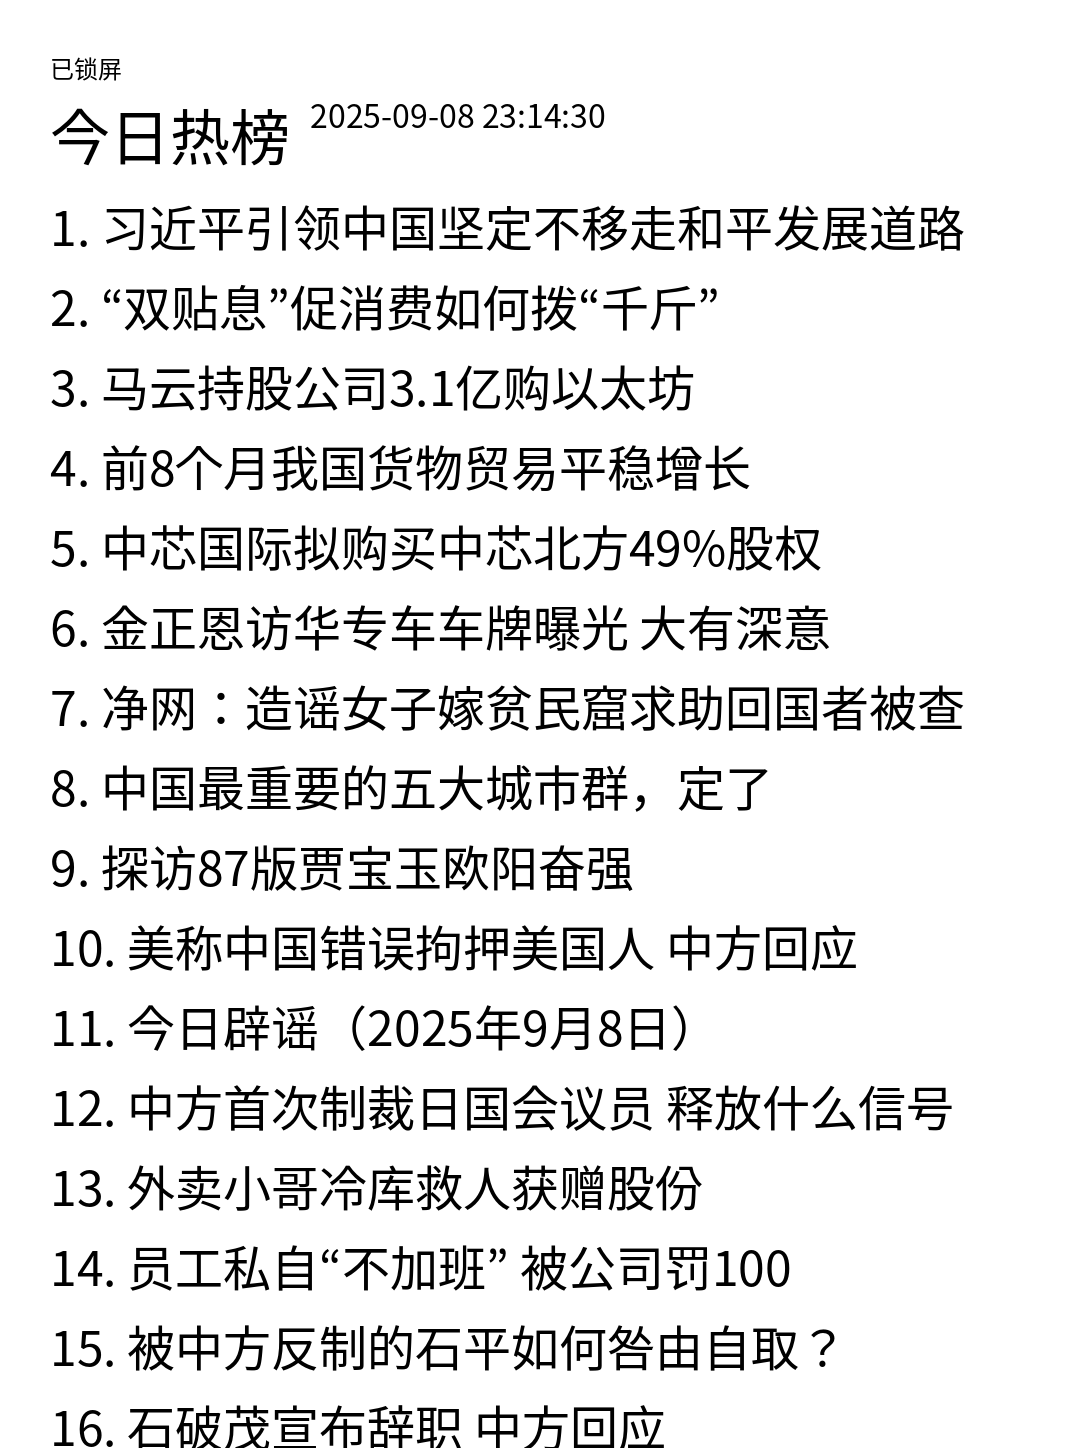 已锁屏
今日热榜 2025-09-08 23:14:30
1. 习近平引领中国坚定不移走和平发展道路
2. “双贴息”促消费如何拨“千斤”
3. 马云持股公司3.1亿购以太坊
4. 前8个月我国货物贸易平稳增长
5. 中芯国际拟购买中芯北方49%股权
6. 金正恩访华专车车牌曝光 大有深意
7. 净网：造谣女子嫁贫民窟求助回国者被查
8. 中国最重要的五大城市群，定了
9. 探访87版贾宝玉欧阳奋强
10. 美称中国错误拘押美国人 中方回应
11. 今日辟谣（2025年9月8日）
12. 中方首次制裁日国会议员 释放什么信号
13. 外卖小哥冷库救人获赠股份
14. 员工私自“不加班” 被公司罚100
15. 被中方反制的石平如何咎由自取？
16. 石破茂宣布辞职 中方回应